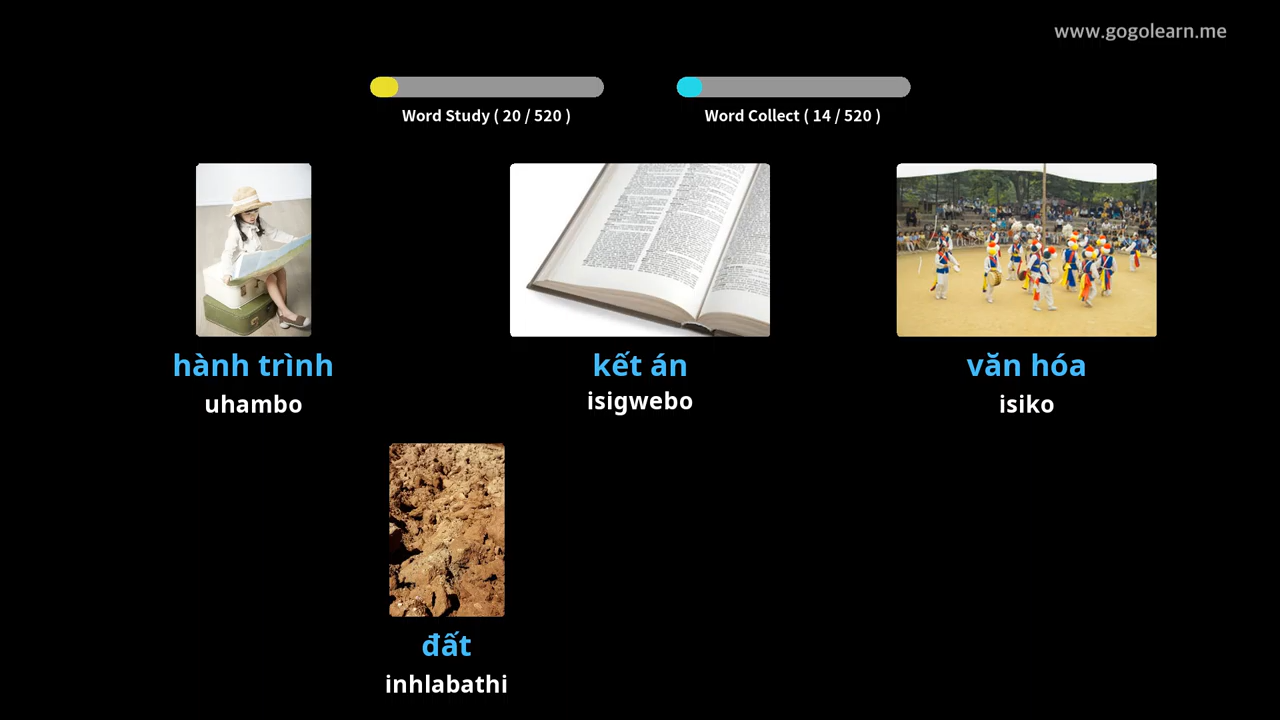 www.gogolearn.me
Word Study ( 20 / 520 )
Word Collect ( 14 / 520 )
hành trình
uhambo
kết án
isigwebo
văn hóa
isiko
đất
inhlabathi